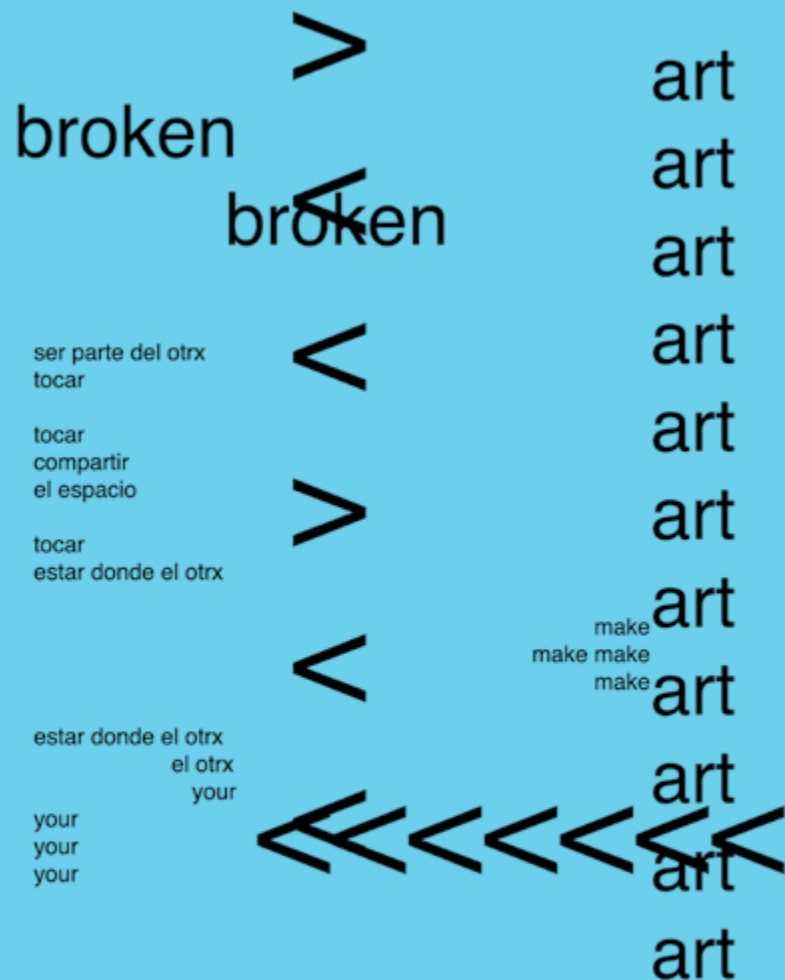 >
broken
<
broken
<
ser parte del otrx
tocar
tocar
compartir
el espacio
>
tocar
estar donde el otrx
<
make
make make
make
estar donde el otrx
el otrx
your
<
your
your
your
<<<<<<<
art
art
art
art
art
art
art
art
art
art
art